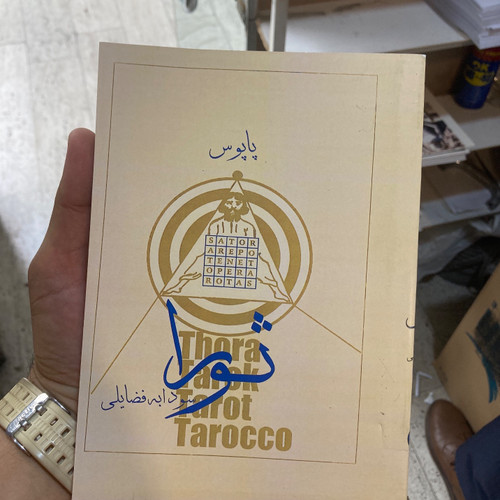 پاپوس
SATOR
AREPO
TENET
OPERA
ROTAS
ثورا
Thora
Tarok
سودابه فضایلی
Tarot
Tarocco